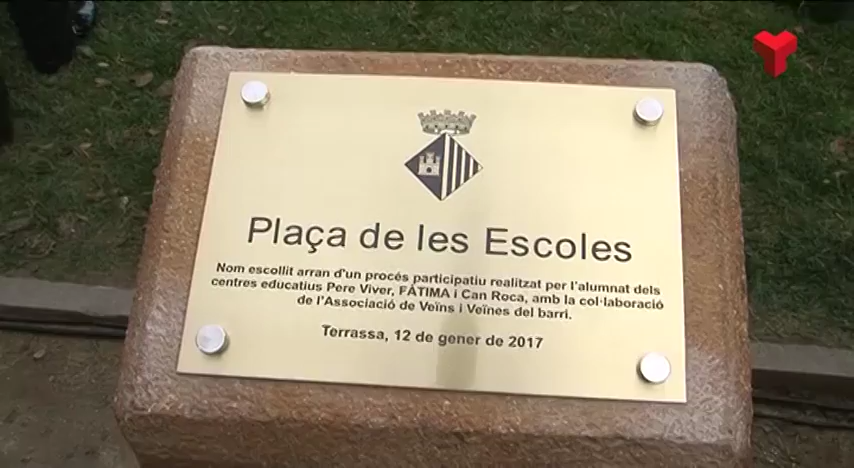 Plaça de les Escoles
Nom escollit arran d'un procés participatiu realitzat per l'alumnat dels
centres educatius Pere Viver, FÀTIMA i Can Roca, amb la col·laboració
de l'Associació de Veïns i Veïnes del barri.
Terrassa, 12 de gener de 2017